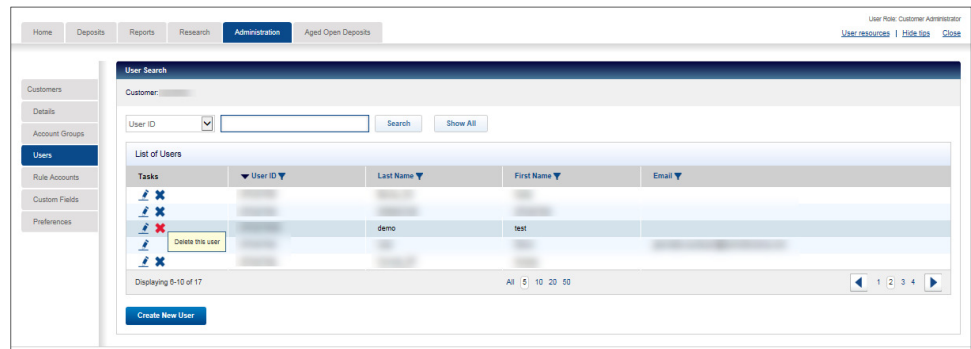 User Role: Customer Administrator
Home Deposits Reports Research Administration Aged Open Deposits
User resources | Hide tips Close
User Search
Customers
Customer:
Details
User ID Search Show All
Account Groups
Users
List of Users
Rule Accounts
Tasks User ID Last Name First Name Email
Custom Fields
Preferences
demo test
Delete this user
Displaying 6-10 of 17 All 5 10 20 50 1 2 3 4
Create New User